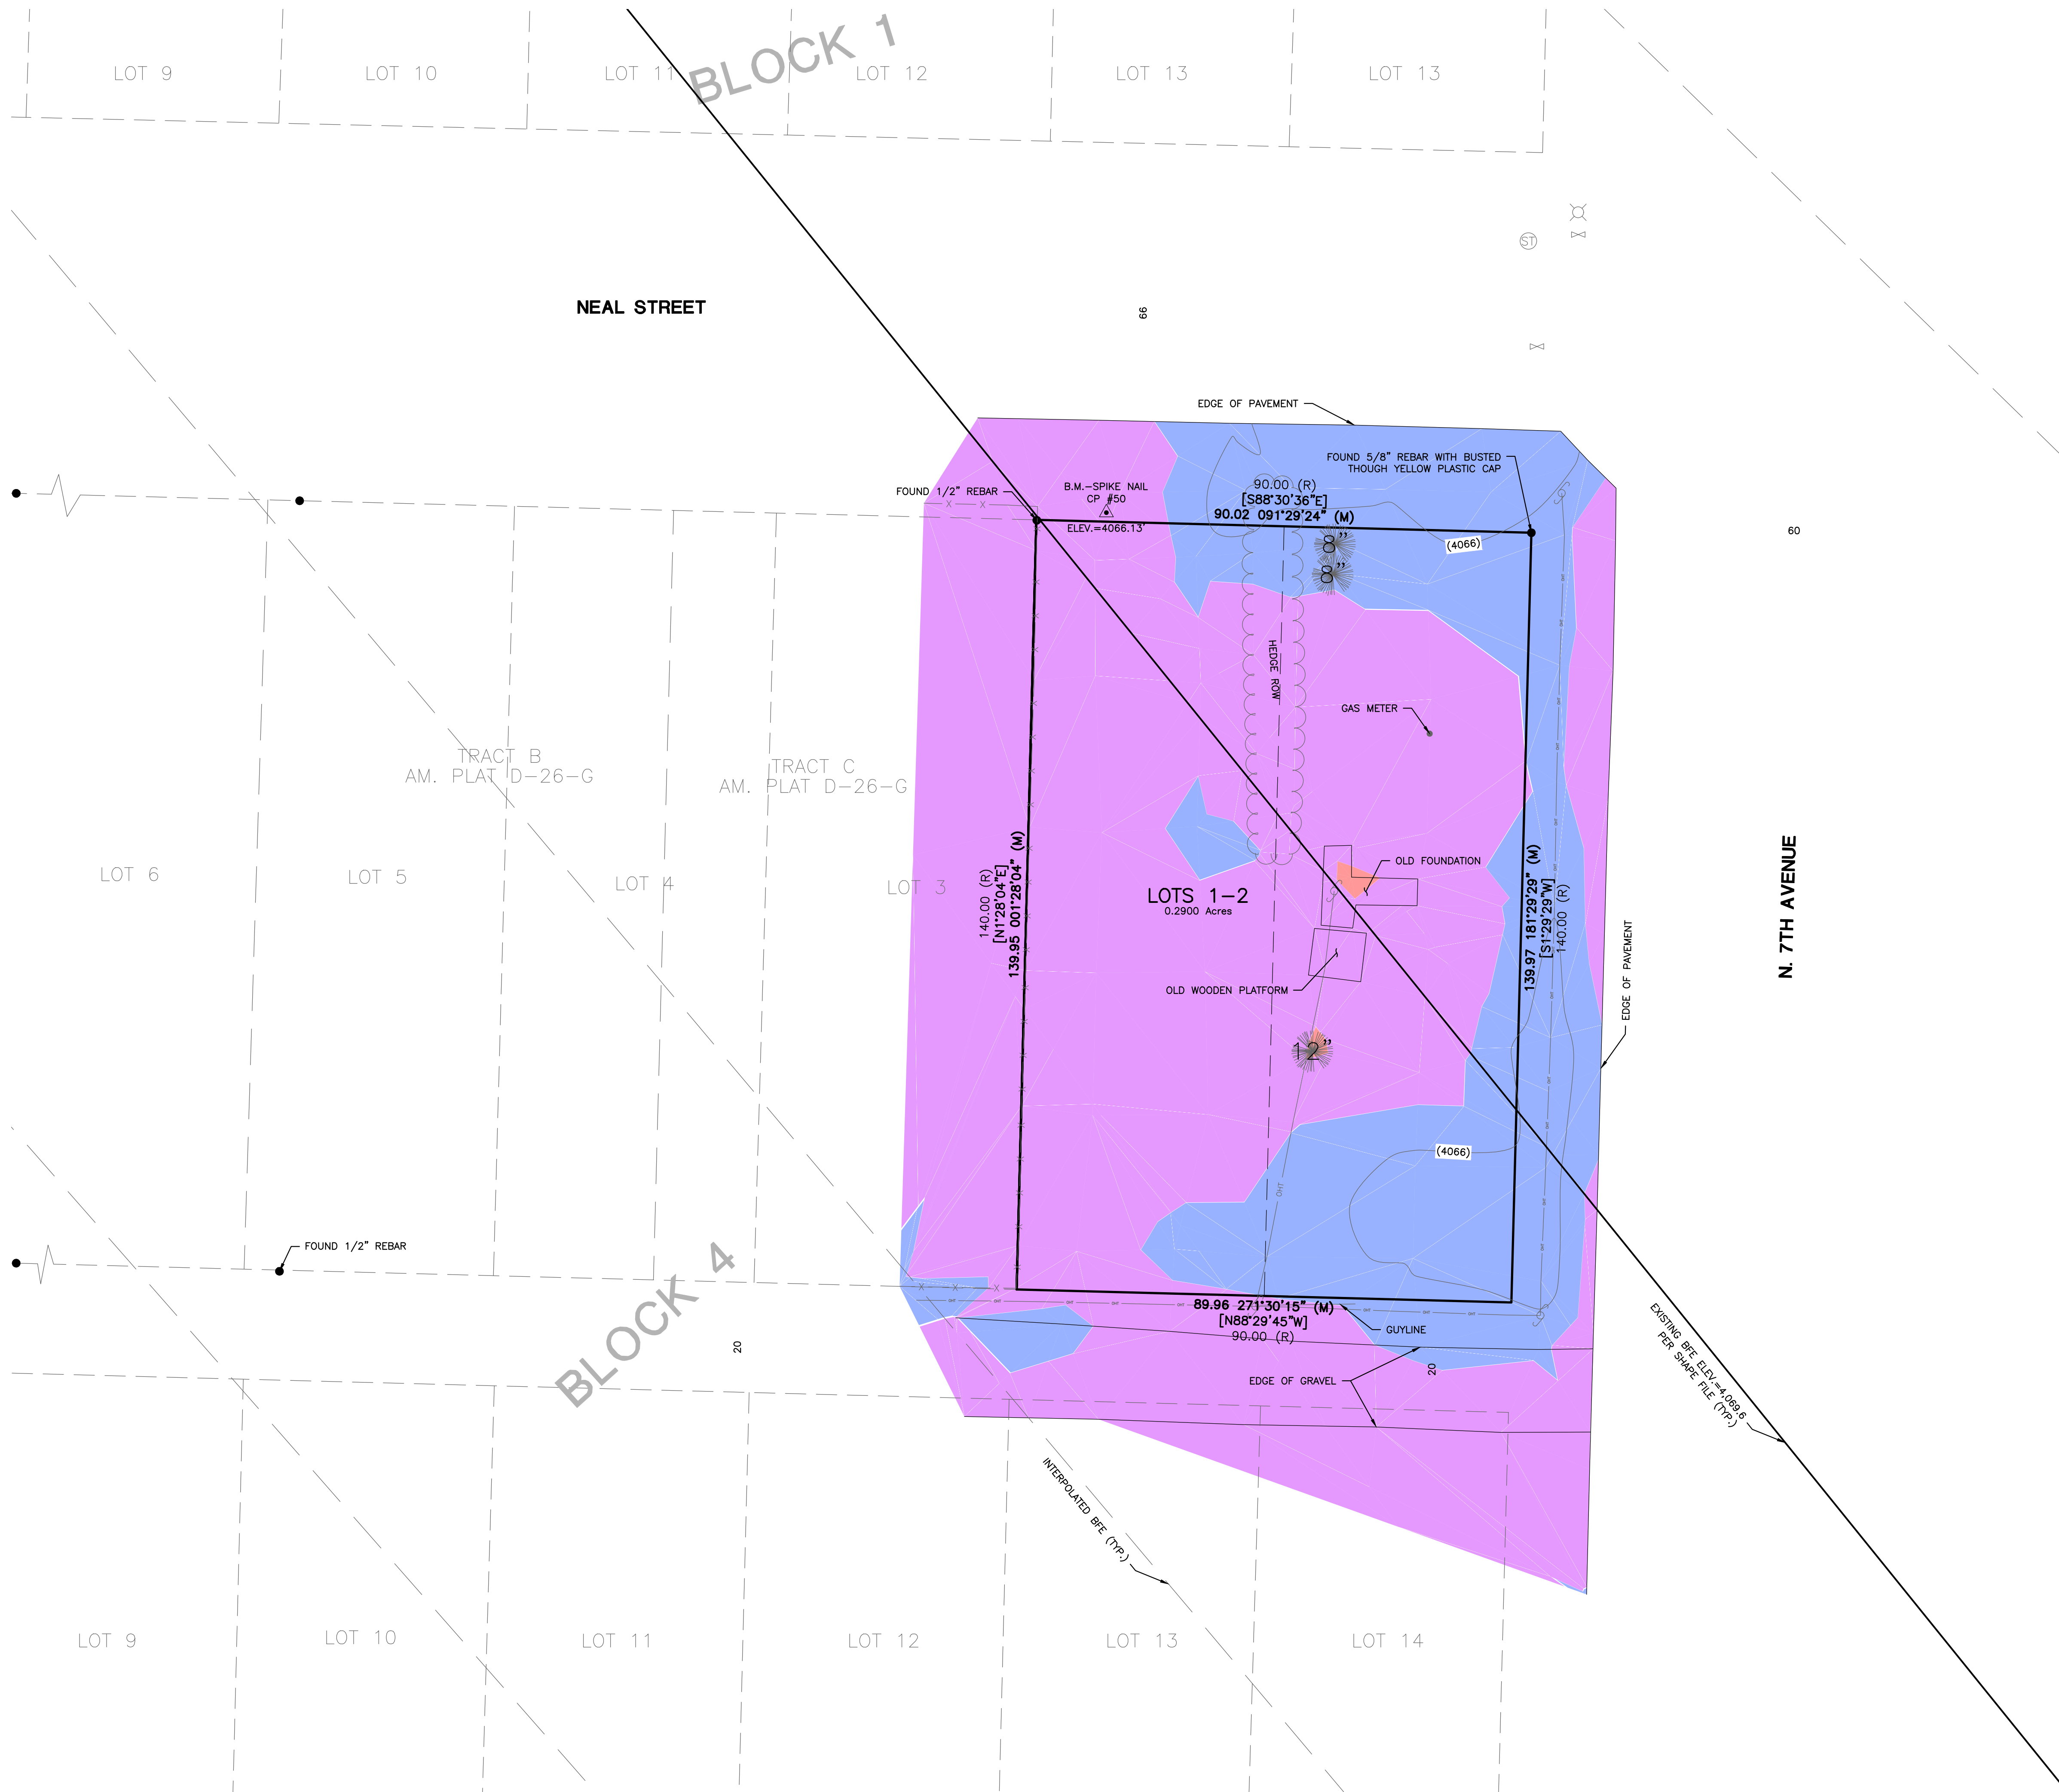 BLOCK 1
LOT 9
LOT 10
LOT 11
LOT 12
LOT 13
LOT 13
ST
NEAL STREET
66
EDGE OF PAVEMENT
FOUND 5/8" REBAR WITH BUSTED
THOUGH YELLOW PLASTIC CAP
FOUND 1/2" REBAR
B.M.-SPIKE NAIL
CP #50
ELEV.=4066.13'
90.00 (R)
[S88°30'36"E]
90.02 091°29'24" (M)
(4066)
60
8"
8"
HEDGE ROW
GAS METER
TRACT B
AM. PLAT D-26-G
TRACT C
AM. PLAT D-26-G
LOT 6
LOT 5
LOT 4
LOT 3
140.00 (R)
[N1°28'04"E]
139.95 001°28'04" (M)
LOTS 1-2
0.2900 Acres
OLD FOUNDATION
OLD WOODEN PLATFORM
139.97 181°29'29" (M)
[S1°29'29"W]
140.00 (R)
EDGE OF PAVEMENT
N. 7TH AVENUE
12"
(4066)
OHT
FOUND 1/2" REBAR
BLOCK 4
20
89.96 271°30'15" (M)
[N88°29'45"W]
90.00 (R)
GUYLINE
20
EDGE OF GRAVEL
EXISTING BFE ELEV.=4,069.6
PER SHAPE FILE (TYP.)
INTERPOLATED BFE (TYP.)
LOT 9
LOT 10
LOT 11
LOT 12
LOT 13
LOT 14